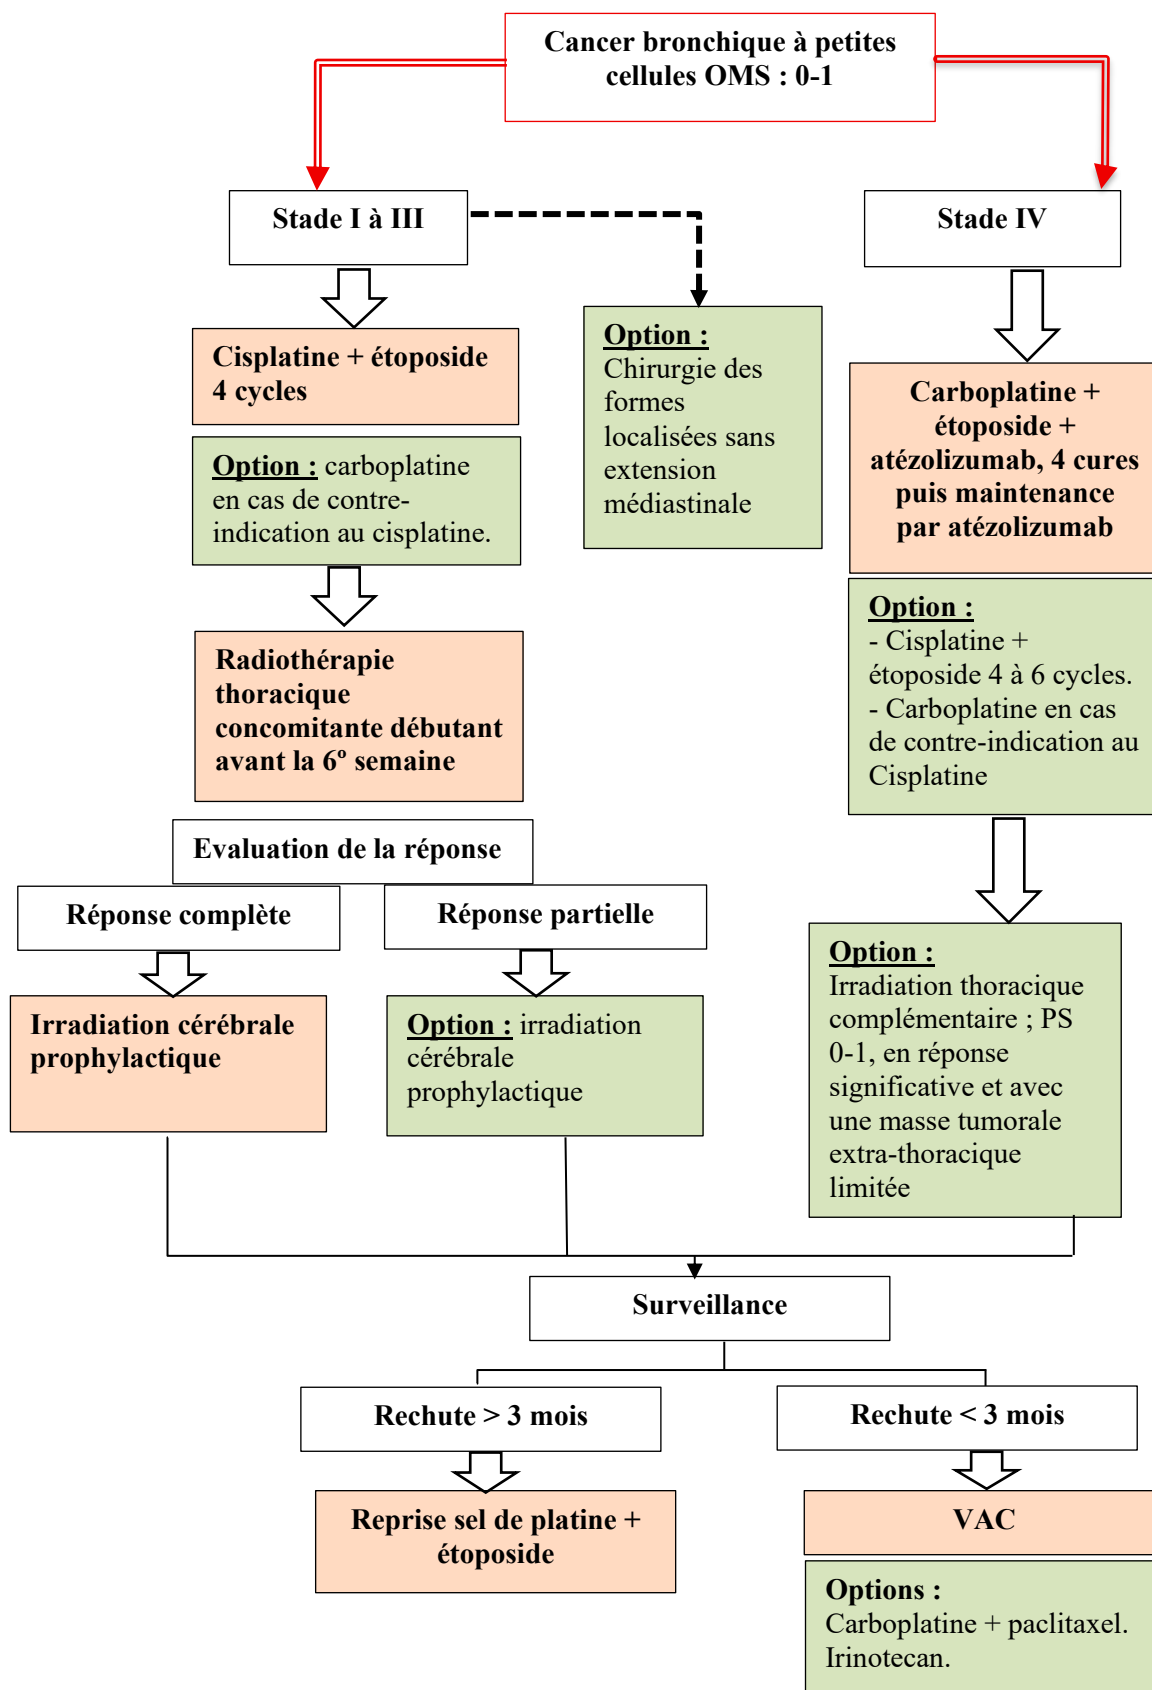 Cancer bronchique à petites
cellules OMS : 0-1
Stade I à III
Stade IV
Cisplatine + étoposide
4 cycles
Option : carboplatine
en cas de contre-
indication au cisplatine.
Option :
Chirurgie des
formes
localisées sans
extension
médiastinale
Carboplatine +
étoposide +
atézolizumab, 4 cures
puis maintenance
par atézolizumab
Option :
- Cisplatine +
étoposide 4 à 6 cycles.
- Carboplatine en cas
de contre-indication au
Cisplatine
Radiothérapie
thoracique
concomitante débutant
avant la 6º semaine
Evaluation de la réponse
Réponse complète
Réponse partielle
Irradiation cérébrale
prophylactique
Option : irradiation
cérébrale
prophylactique
Option :
Irradiation thoracique
complémentaire ; PS
0-1, en réponse
significative et avec
une masse tumorale
extra-thoracique
limitée
Surveillance
Rechute > 3 mois
Rechute < 3 mois
Reprise sel de platine +
étoposide
VAC
Options :
Carboplatine + paclitaxel.
Irinotecan.